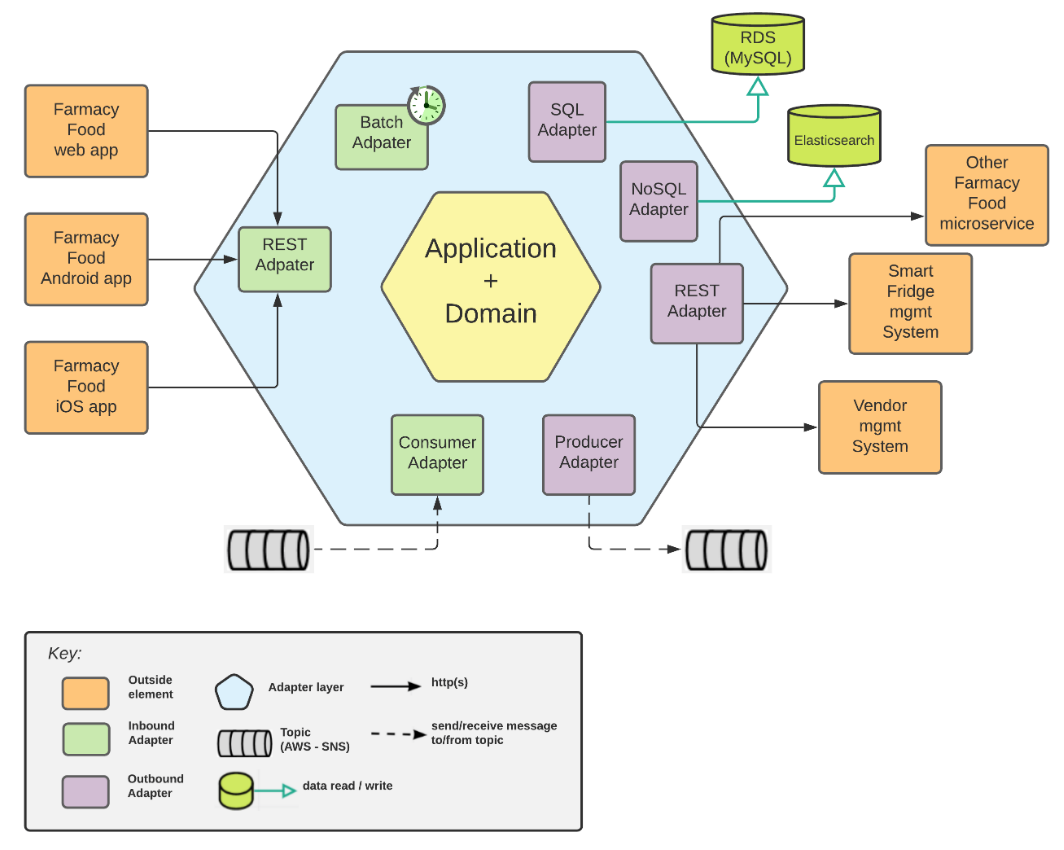 RDS
(MySQL)
Elasticsearch
Farmacy
Food
web app
Batch
Adpater
SQL
Adapter
NoSQL
Adapter
Other
Farmacy
Food
microservice
Farmacy
Food
Android app
REST
Adpater
Application
+
Domain
REST
Adapter
Smart
Fridge
mgmt
System
Farmacy
Food
iOS app
Consumer
Adapter
Producer
Adapter
Vendor
mgmt
System
Key:
Outside
element
Adapter layer
http(s)
Inbound
Adapter
Topic
(AWS - SNS)
send/receive message
to/from topic
Outbound
Adapter
data read / write